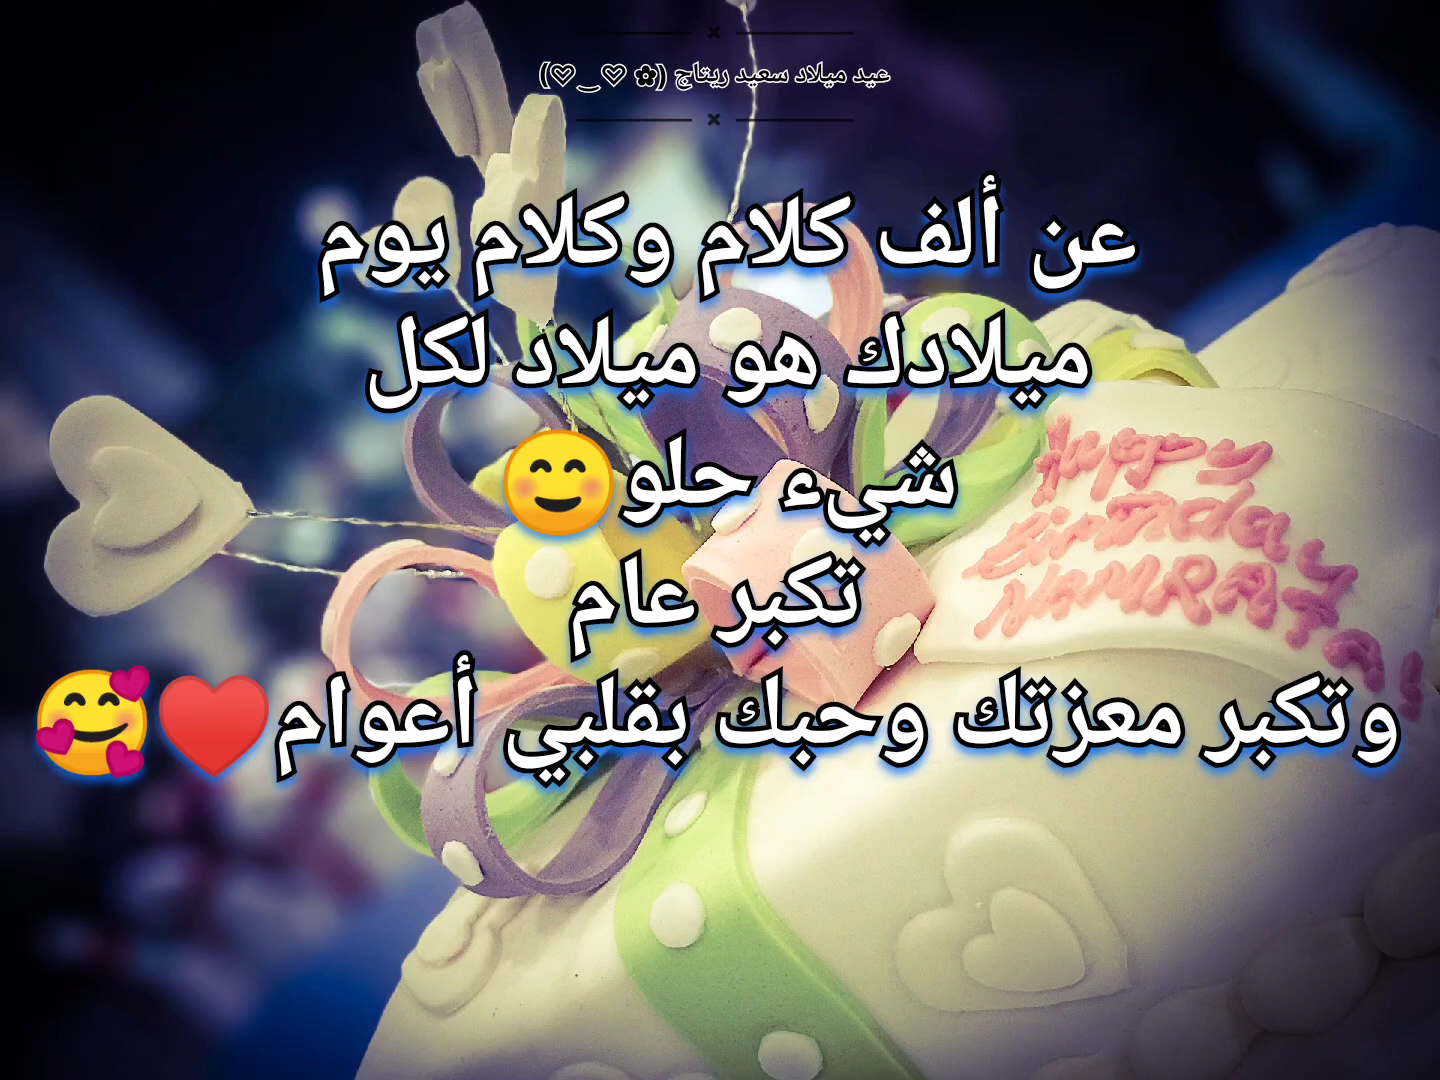 عيد ميلاد سعيد ريتاج (✿ ♡‿♡))
عن ألف كلام وكلام يوم
ميلادك هو ميلاد لكل
شيء حلو😊
تكبر عام
وتكبر معزتك وحبك بقلبي أعوام❤️🥰
Happy
Birthday
NAMRATA!